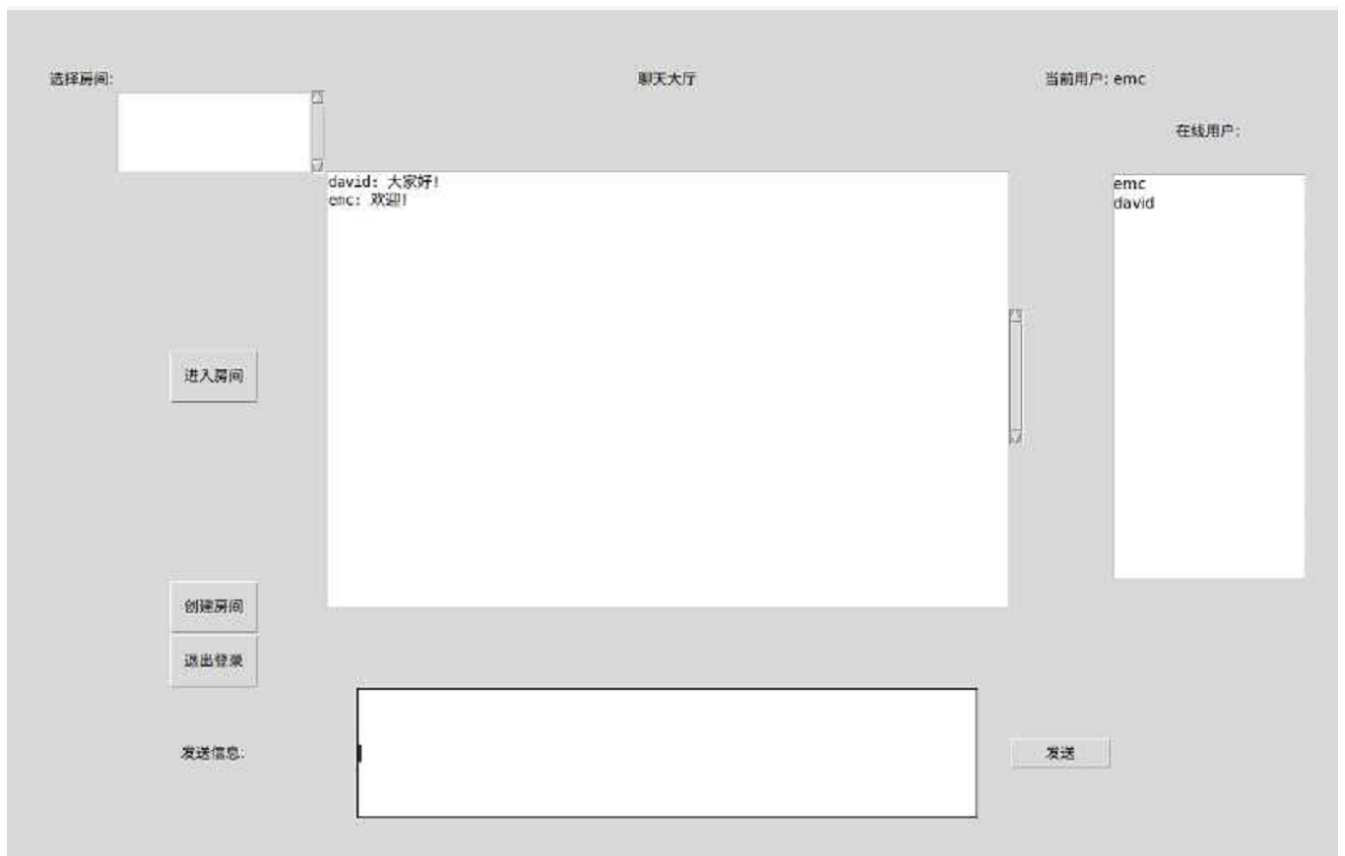 选择房间:
聊天大厅
当前用户: emc
在线用户:
david: 大家好!
emc: 欢迎!
emc
david
进入房间
创建房间
退出登录
发送信息:
发送